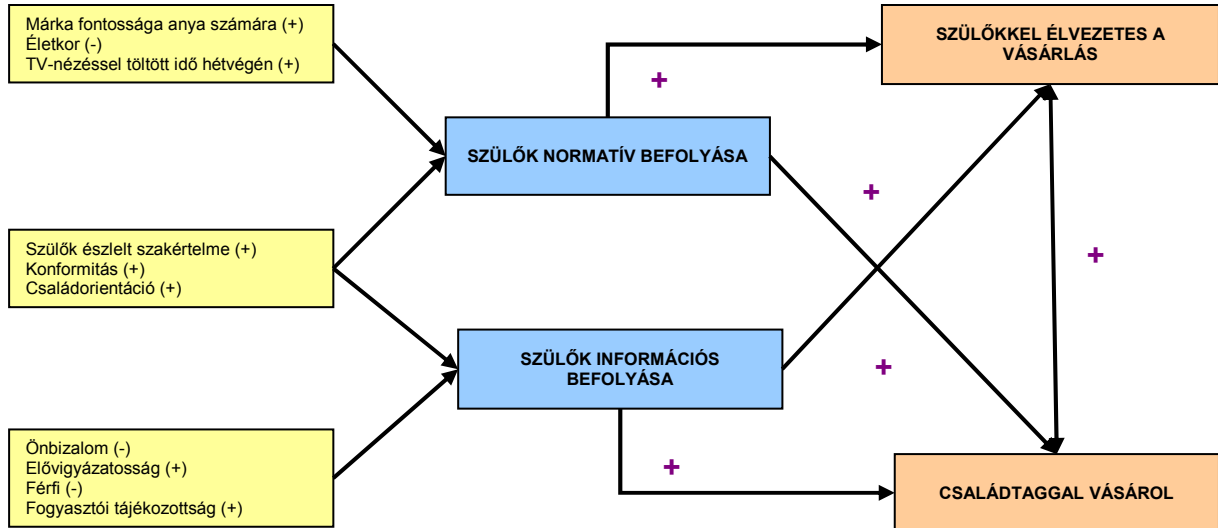 Márka fontossága anya számára (+)
Életkor (-)
TV-nézéssel töltött idő hétvégén (+)
SZÜLŐKKEL ÉLVEZETES A
VÁSÁRLÁS
+
SZÜLŐK NORMATÍV BEFOLYÁSA
+
Szülők észlelt szakértelme (+)
Konformitás (+)
Családorientáció (+)
+
SZÜLŐK INFORMÁCIÓS
BEFOLYÁSA
+
Önbizalom (-)
Elővigyázatosság (+)
Férfi (-)
Fogyasztói tájékozottság (+)
+
CSALÁDTAGGAL VÁSÁROL